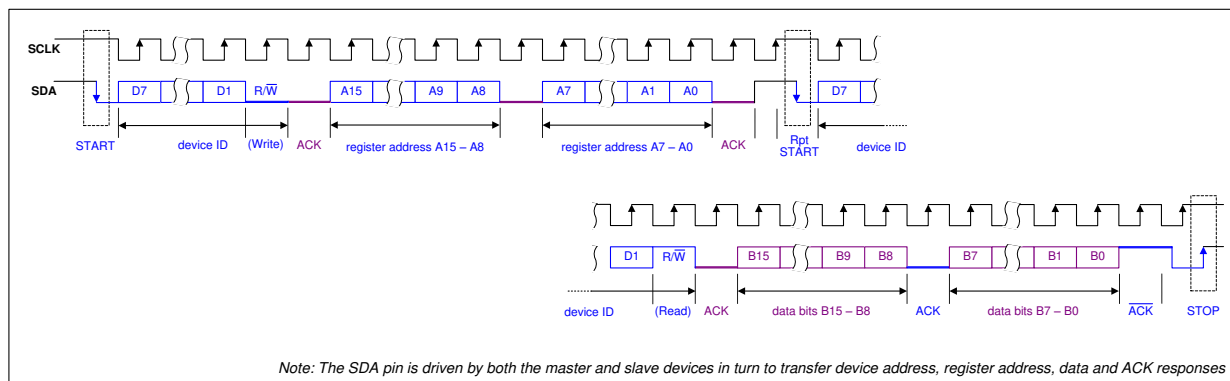 SCLK
SDA D7 D1 R/W̅ A15 A9 A8 A7 A1 A0 D7
START device ID (Write) ACK register address A15 – A8 register address A7 – A0 ACK Rpt START device ID
D1 R/W̅ B15 B9 B8 B7 B1 B0
device ID (Read) ACK data bits B15 – B8 ACK data bits B7 – B0 A̅C̅K̅ STOP
Note: The SDA pin is driven by both the master and slave devices in turn to transfer device address, register address, data and ACK responses